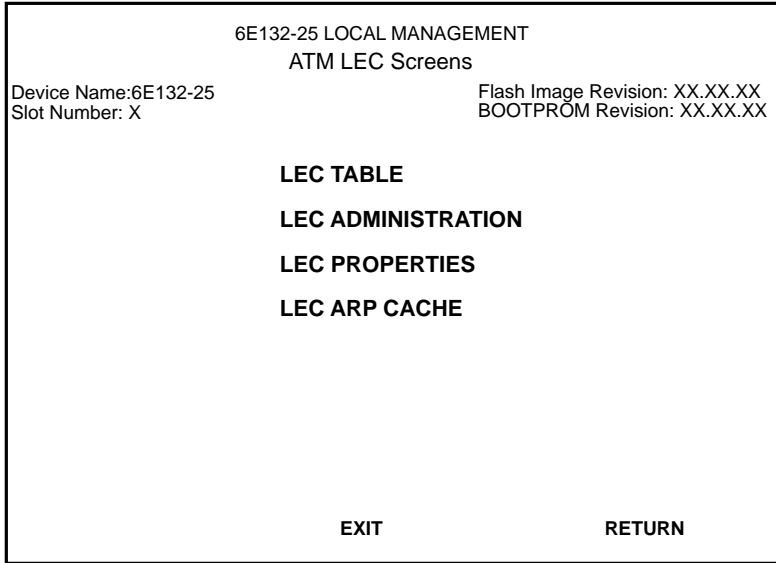 6E132-25 LOCAL MANAGEMENT
ATM LEC Screens
Device Name:6E132-25 Flash Image Revision: XX.XX.XX
Slot Number: X BOOTPROM Revision: XX.XX.XX
LEC TABLE
LEC ADMINISTRATION
LEC PROPERTIES
LEC ARP CACHE
EXIT RETURN